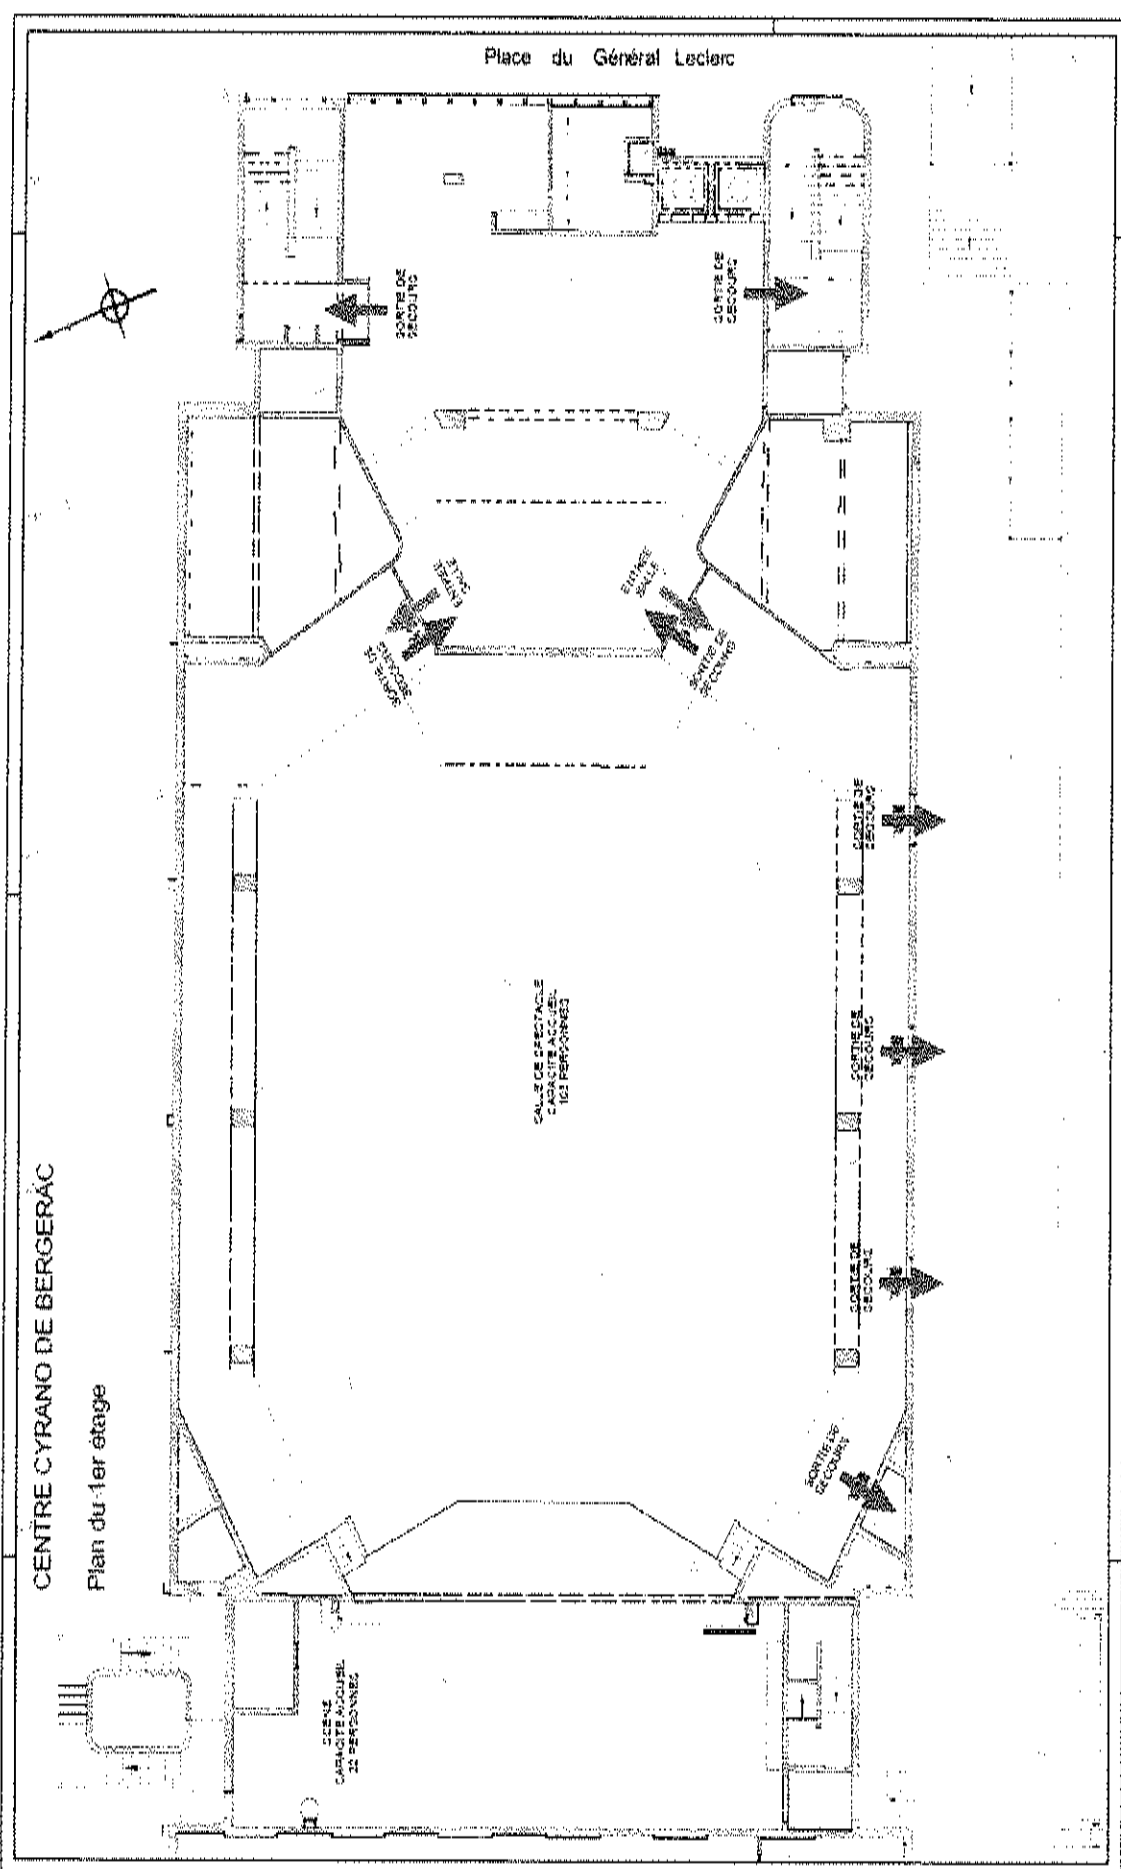 Place du Général Leclerc
CENTRE CYRANO DE BERGERAC
Plan du 1er étage
SORTIE DE
SECOURS
SORTIE DE
SECOURS
ENTREE
SALLE
ENTREE
SALLE
SORTIE DE
SECOURS
SORTIE DE
SECOURS
SORTIE DE
SECOURS
SORTIE DE
SECOURS
SORTIE DE
SECOURS
SORTIE DE
SECOURS
SALLE DE SPECTACLE
CAPACITE ACCUEIL
PERSONNES
SCENE
CAPACITE ACCUEIL
PERSONNES